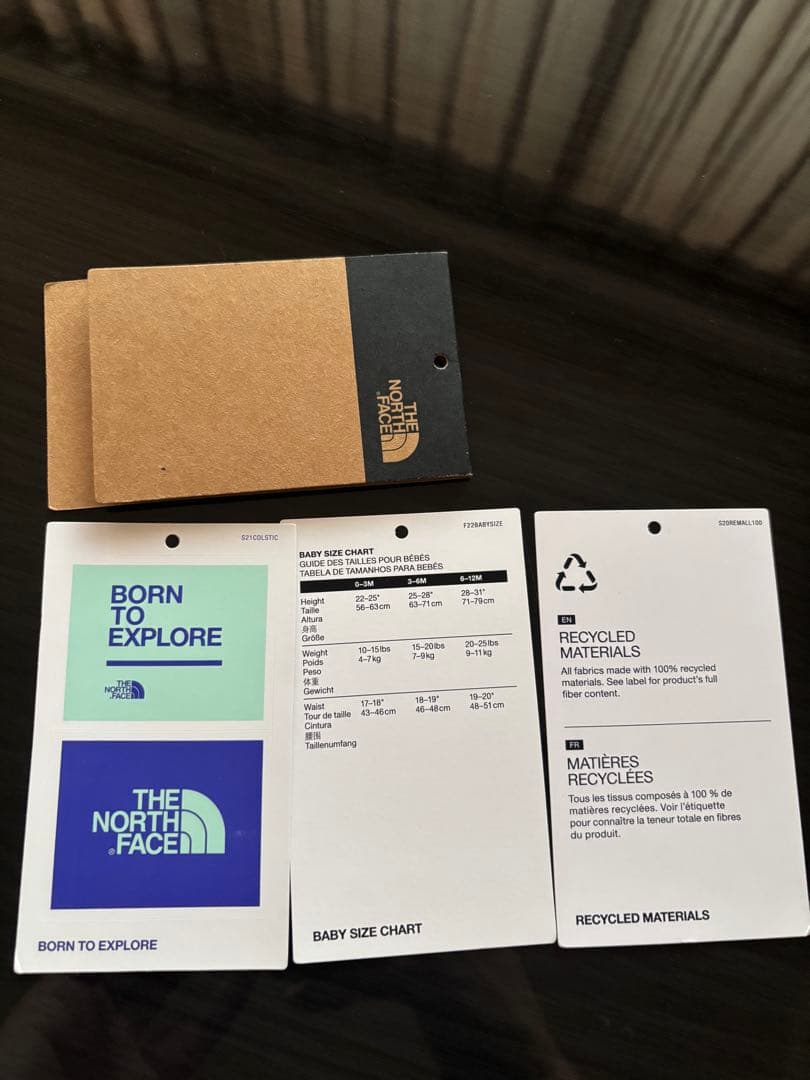 THE
NORTH
FACE
S21COLSTIC
BORN
TO
EXPLORE
THE
NORTH
FACE
THE
NORTH
®FACE
BORN TO EXPLORE
F22BABYSIZE
BABY SIZE CHART
GUIDE DES TAILLES POUR BÉBÉS
TABELA DE TAMANHOS PARA BEBÉS
0–3M 3–6M 6–12M
Height 22–25" 25–28" 28–31"
Taille 56–63cm 63–71cm 71–79cm
Altura
身高
Größe
Weight 10–15lbs 15–20lbs 20–25lbs
Poids 4–7kg 7–9kg 9–11kg
Peso
体重
Gewicht
Waist 17–18" 18–19" 19–20"
Tour de taille 43–46cm 46–48cm 48–51cm
Cintura
腰围
Taillenumfang
BABY SIZE CHART
S20REMALL100
EN
RECYCLED
MATERIALS
All fabrics made with 100% recycled
materials. See label for product's full
fiber content.
FR
MATIÈRES
RECYCLÉES
Tous les tissus composés à 100 % de
matières recyclées. Voir l'étiquette
pour connaître la teneur totale en fibres
du produit.
RECYCLED MATERIALS